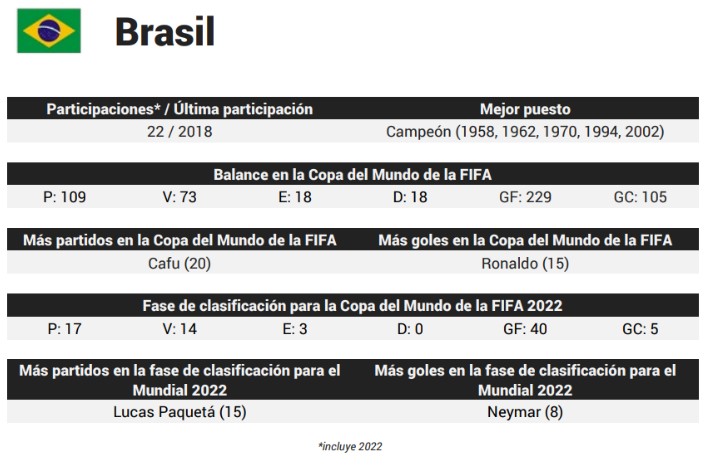 Brasil
Participaciones* / Última participación
Mejor puesto
22 / 2018
Campeón (1958, 1962, 1970, 1994, 2002)
Balance en la Copa del Mundo de la FIFA
P: 109 V: 73 E: 18 D: 18 GF: 229 GC: 105
Más partidos en la Copa del Mundo de la FIFA
Más goles en la Copa del Mundo de la FIFA
Cafu (20)
Ronaldo (15)
Fase de clasificación para la Copa del Mundo de la FIFA 2022
P: 17 V: 14 E: 3 D: 0 GF: 40 GC: 5
Más partidos en la fase de clasificación para el
Mundial 2022
Más goles en la fase de clasificación para el
Mundial 2022
Lucas Paquetá (15)
Neymar (8)
*incluye 2022